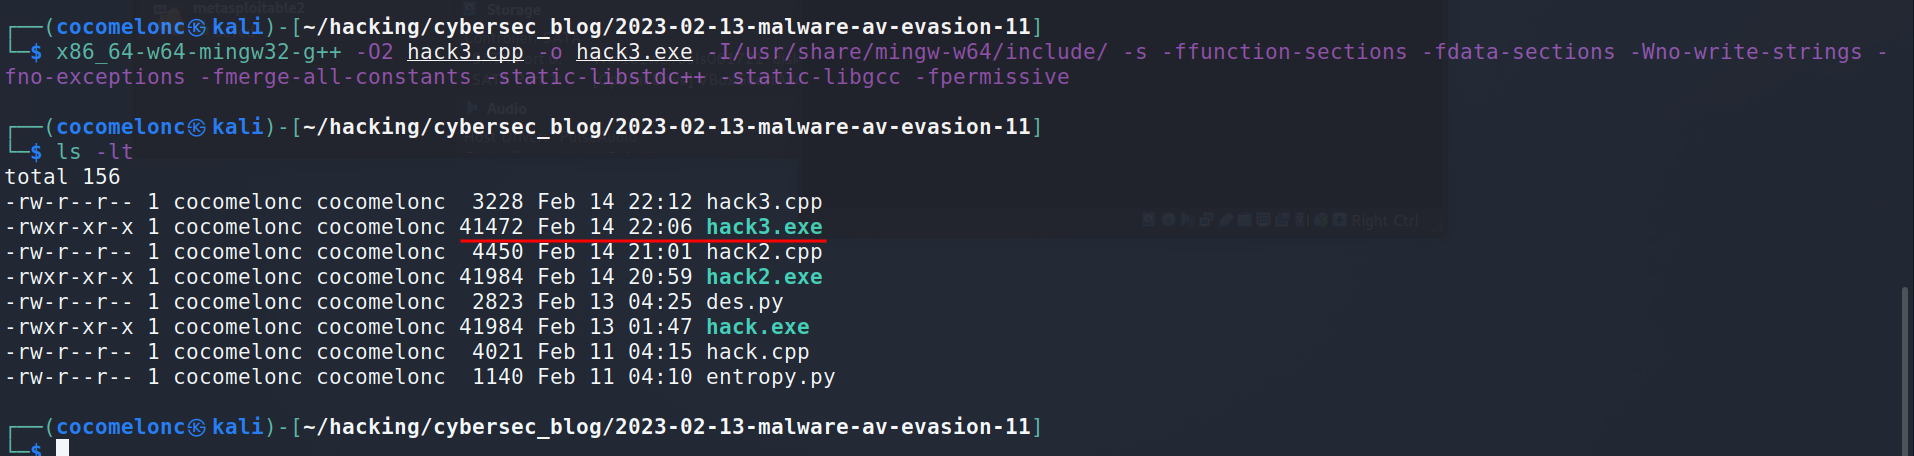 metasploitable2
Storage
┌──(cocomelonc㉿kali)-[~/hacking/cybersec_blog/2023-02-13-malware-av-evasion-11]
└─$ x86_64-w64-mingw32-g++ -O2 hack3.cpp -o hack3.exe -I/usr/share/mingw-w64/include/ -s -ffunction-sections -fdata-sections -Wno-write-strings -
fno-exceptions -fmerge-all-constants -static-libstdc++ -static-libgcc -fpermissive
Audio
┌──(cocomelonc㉿kali)-[~/hacking/cybersec_blog/2023-02-13-malware-av-evasion-11]
└─$ ls -lt
total 156
-rw-r--r-- 1 cocomelonc cocomelonc  3228 Feb 14 22:12 hack3.cpp
-rwxr-xr-x 1 cocomelonc cocomelonc 41472 Feb 14 22:06 hack3.exe
Right Ctrl
-rw-r--r-- 1 cocomelonc cocomelonc  4450 Feb 14 21:01 hack2.cpp
-rwxr-xr-x 1 cocomelonc cocomelonc 41984 Feb 14 20:59 hack2.exe
-rw-r--r-- 1 cocomelonc cocomelonc  2823 Feb 13 04:25 des.py
-rwxr-xr-x 1 cocomelonc cocomelonc 41984 Feb 13 01:47 hack.exe
-rw-r--r-- 1 cocomelonc cocomelonc  4021 Feb 11 04:15 hack.cpp
-rw-r--r-- 1 cocomelonc cocomelonc  1140 Feb 11 04:10 entropy.py
┌──(cocomelonc㉿kali)-[~/hacking/cybersec_blog/2023-02-13-malware-av-evasion-11]
└─$